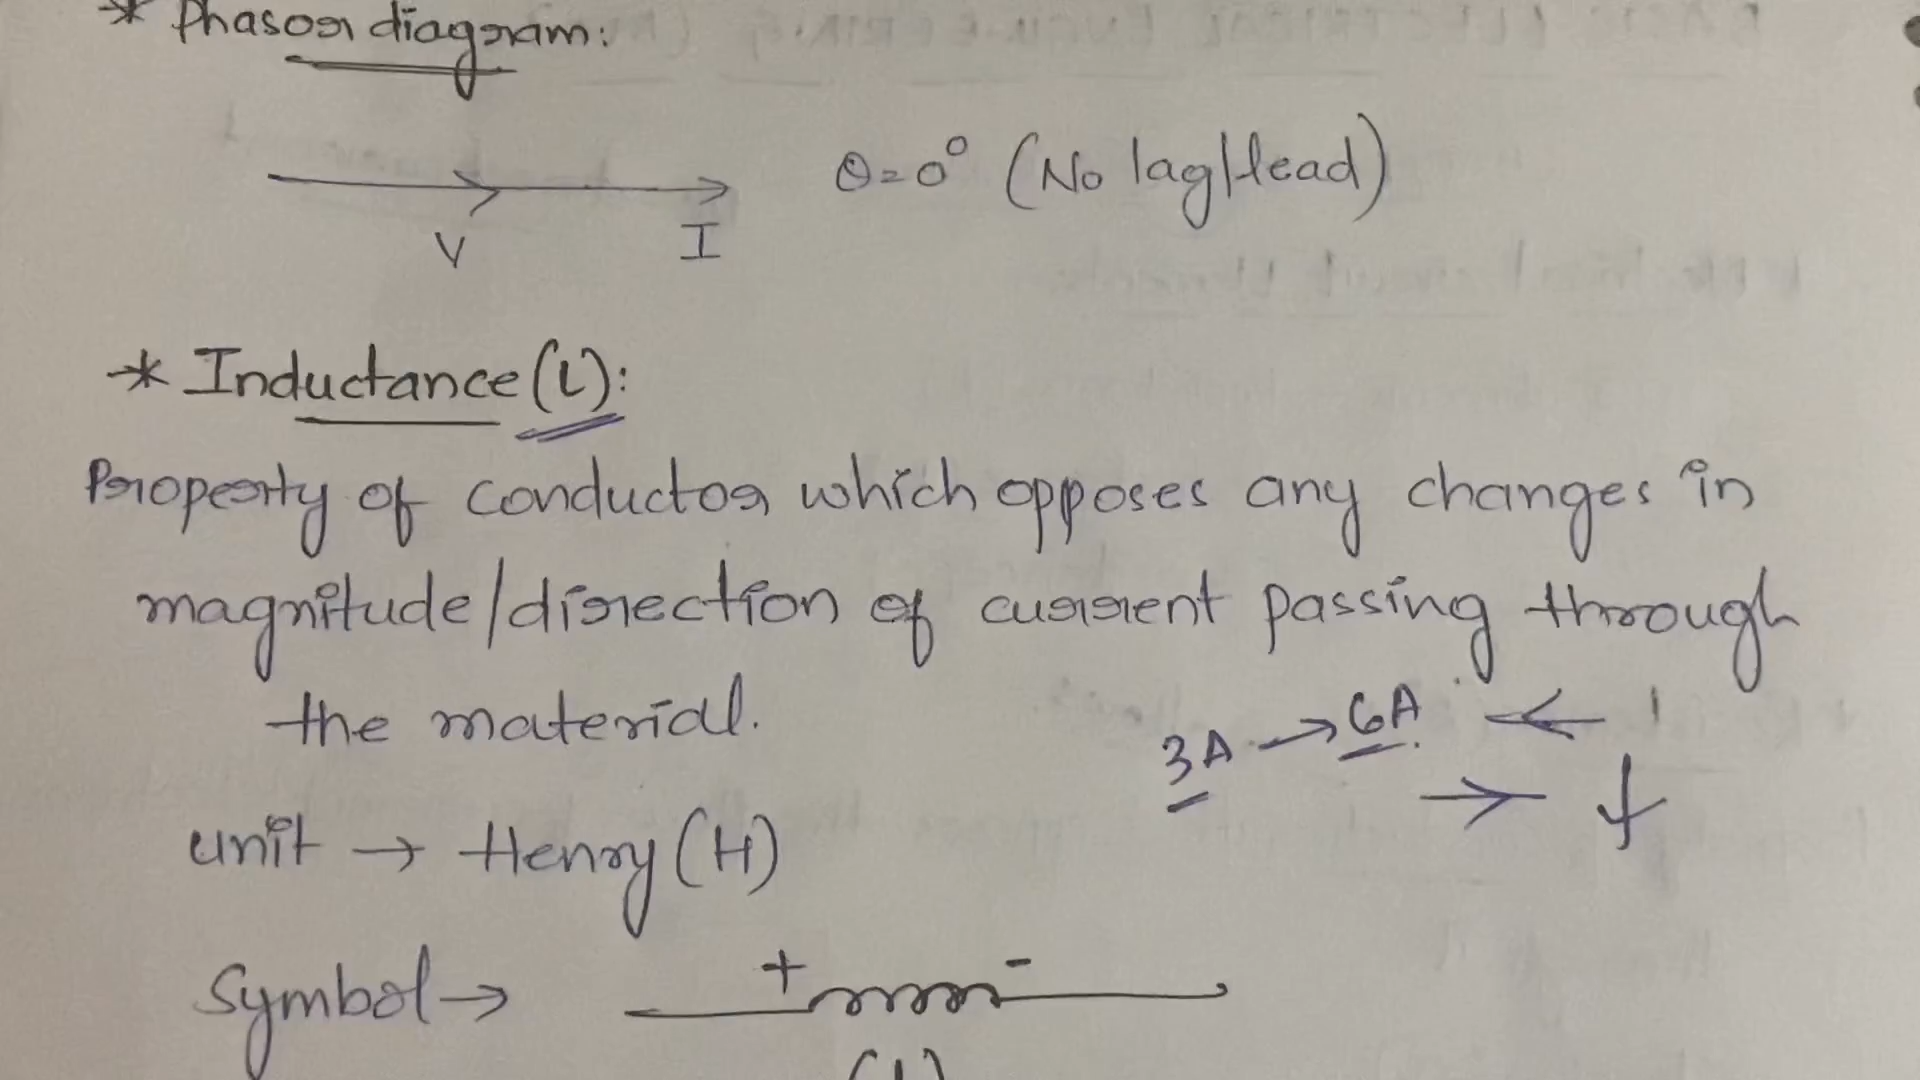 * Phasor diagram:
θ=0° (No lag/lead)
V I
* Inductance (L):
Property of conductor which opposes any changes in
magnitude/direction of current passing through
the material.
3A → 6A
unit → Henry (H)
Symbol →
+ -
(L)